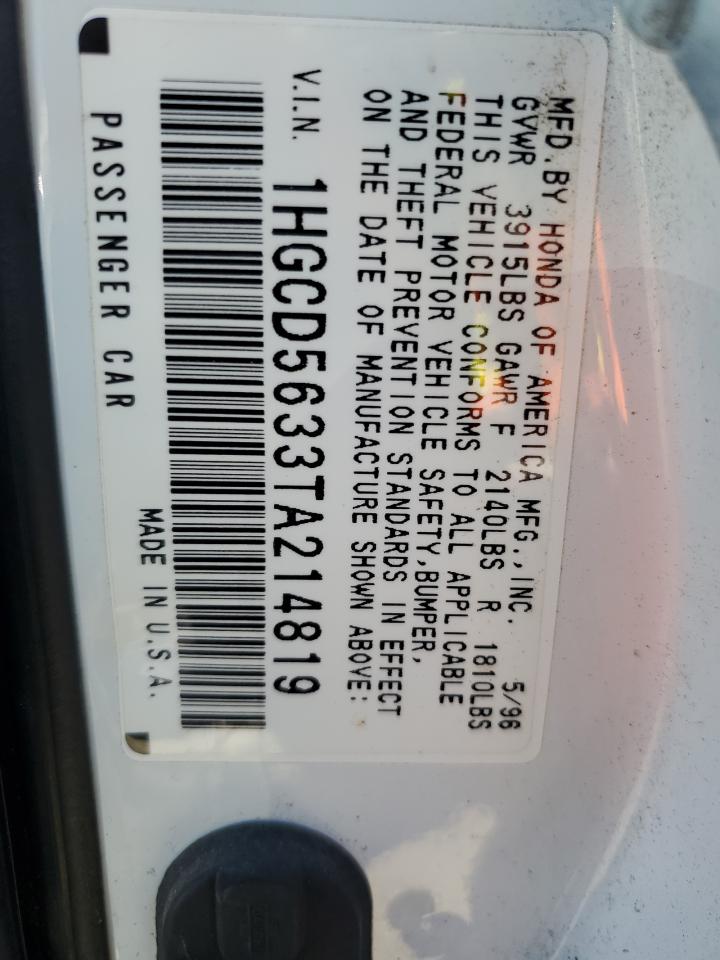 MFD.BY HONDA OF AMERICA MFG.,INC. 5/96
GVWR 3915LBS GAWR F 2140LBS R 1810LBS
THIS VEHICLE CONFORMS TO ALL APPLICABLE
FEDERAL MOTOR VEHICLE SAFETY,BUMPER,
AND THEFT PREVENTION STANDARDS IN EFFECT
ON THE DATE OF MANUFACTURE SHOWN ABOVE:
V.I.N. 1HGCD5633TA214819
PASSENGER CAR MADE IN U.S.A.